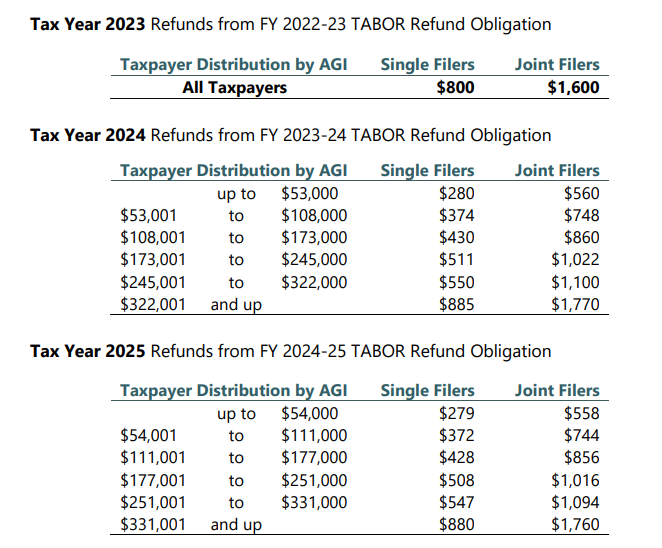 Tax Year 2023 Refunds from FY 2022-23 TABOR Refund Obligation
Taxpayer Distribution by AGI Single Filers Joint Filers
All Taxpayers $800 $1,600
Tax Year 2024 Refunds from FY 2023-24 TABOR Refund Obligation
Taxpayer Distribution by AGI Single Filers Joint Filers
up to $53,000 $280 $560
$53,001 to $108,000 $374 $748
$108,001 to $173,000 $430 $860
$173,001 to $245,000 $511 $1,022
$245,001 to $322,000 $550 $1,100
$322,001 and up $885 $1,770
Tax Year 2025 Refunds from FY 2024-25 TABOR Refund Obligation
Taxpayer Distribution by AGI Single Filers Joint Filers
up to $54,000 $279 $558
$54,001 to $111,000 $372 $744
$111,001 to $177,000 $428 $856
$177,001 to $251,000 $508 $1,016
$251,001 to $331,000 $547 $1,094
$331,001 and up $880 $1,760